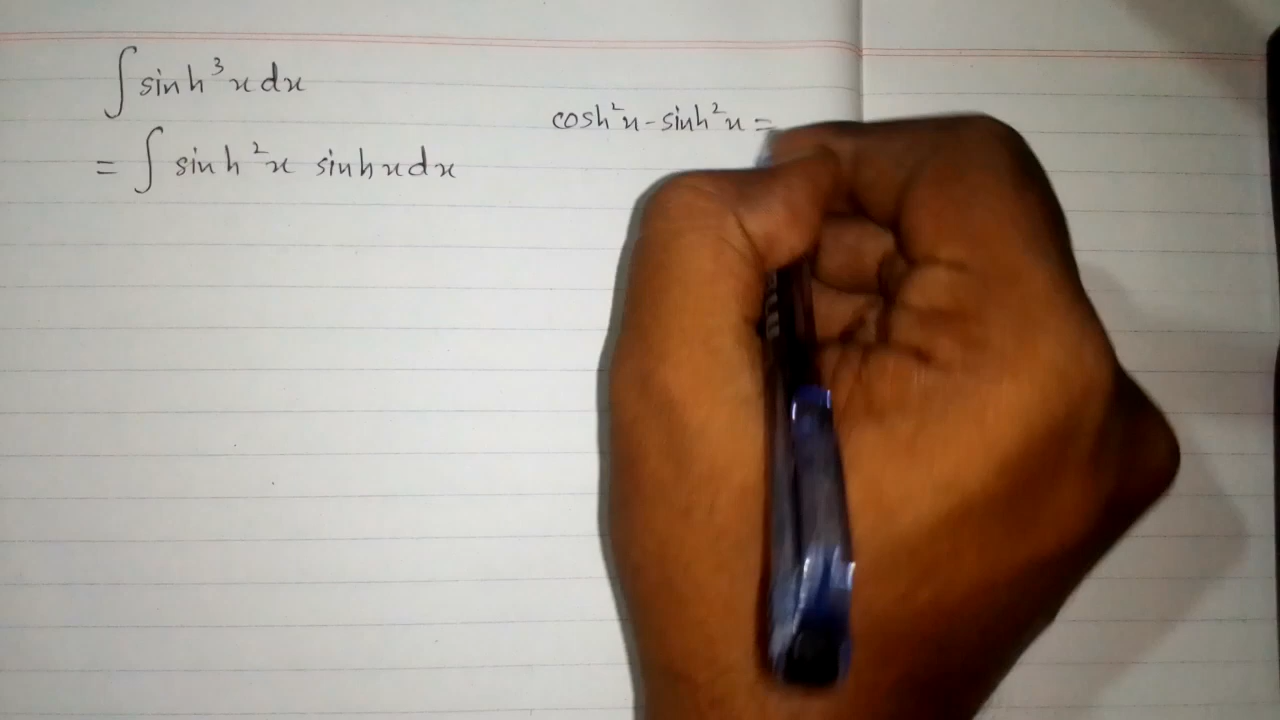 ∫ sinh³x dx
cosh²x - sinh²x =
= ∫ sinh²x sinhx dx